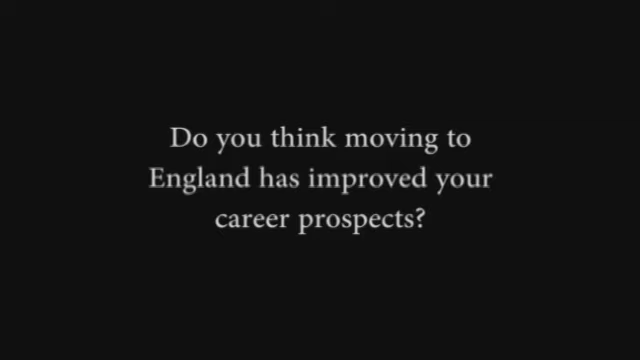 Do you think moving to
England has improved your
career prospects?